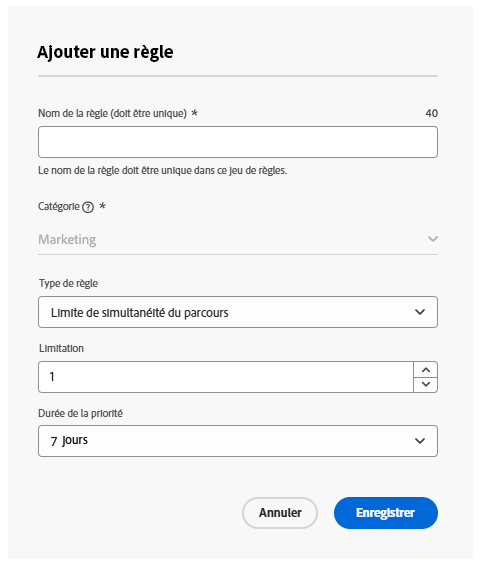 Ajouter une règle
Nom de la règle (doit être unique) * 40
Le nom de la règle doit être unique dans ce jeu de règles.
Catégorie ? *
Marketing
Type de règle
Limite de simultanéité du parcours
Limitation
1
Durée de la priorité
7 jours
Annuler Enregistrer